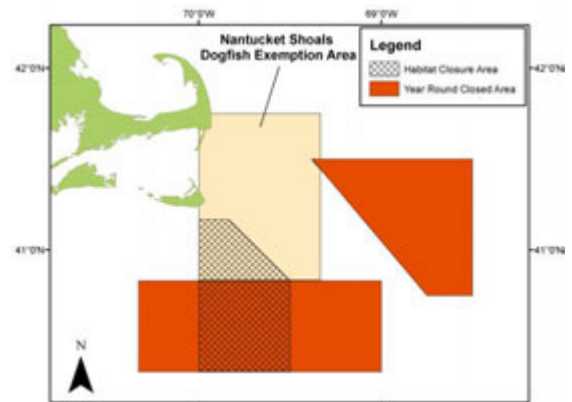 70°0'W
69°0'W
Nantucket Shoals
Dogfish Exemption Area
Legend
Habitat Closure Area
Year Round Closed Area
42°0'N
42°0'N
41°0'N
41°0'N
N